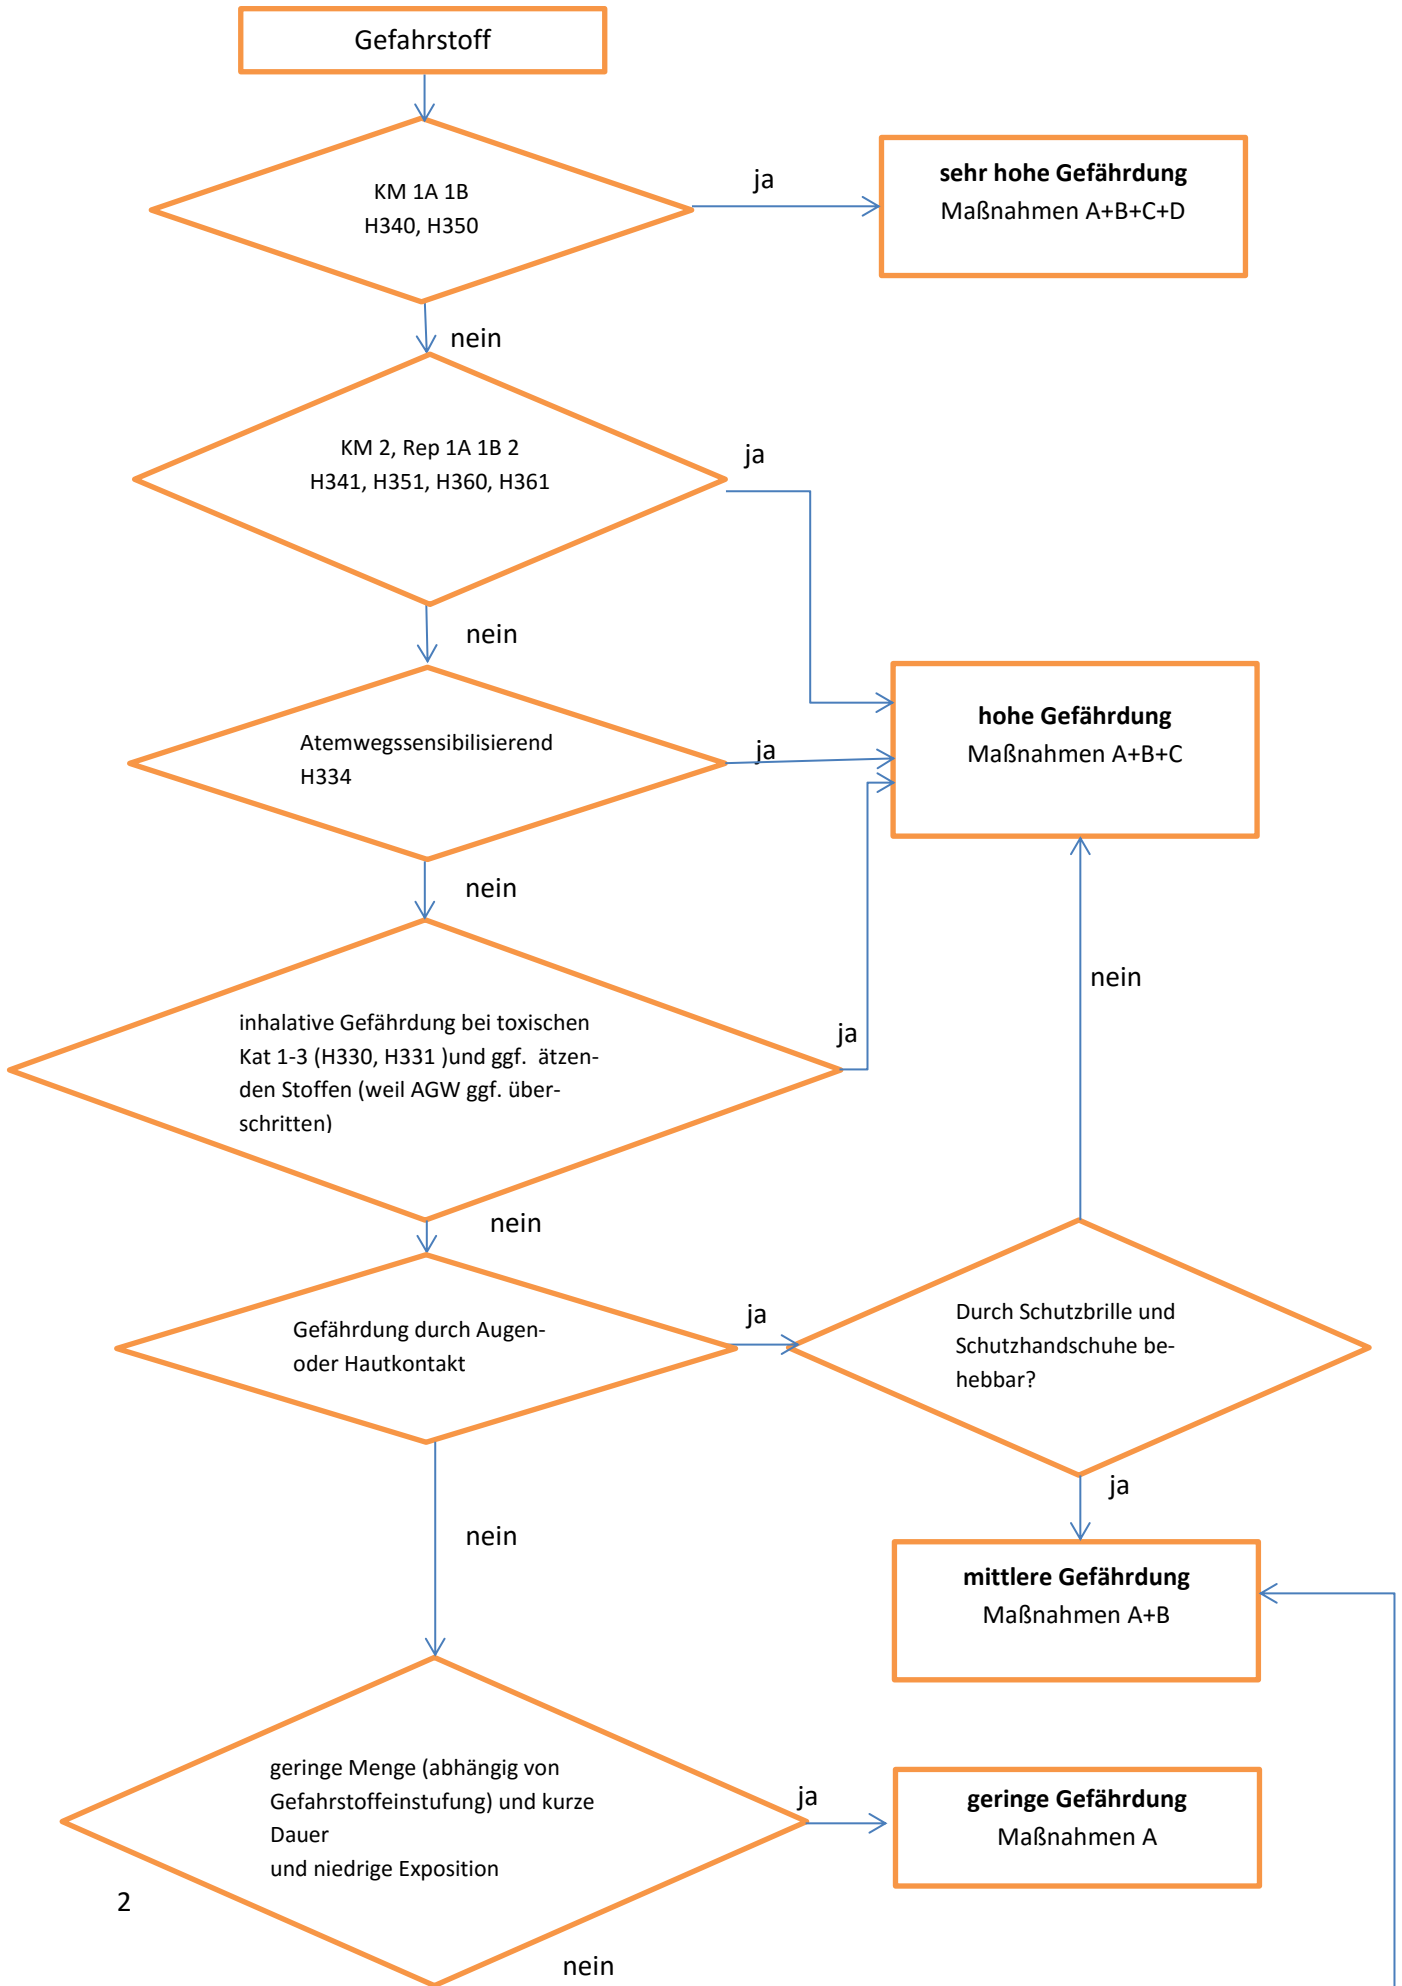 Gefahrstoff
KM 1A 1B
H340, H350
ja
sehr hohe Gefährdung
Maßnahmen A+B+C+D
nein
KM 2, Rep 1A 1B 2
H341, H351, H360, H361
ja
nein
Atemwegssensibilisierend
H334
ja
hohe Gefährdung
Maßnahmen A+B+C
nein
inhalative Gefährdung bei toxischen
Kat 1-3 (H330, H331 )und ggf. ätzen-
den Stoffen (weil AGW ggf. über-
schritten)
ja
nein
nein
Gefährdung durch Augen-
oder Hautkontakt
ja
Durch Schutzbrille und
Schutzhandschuhe be-
hebbar?
ja
nein
mittlere Gefährdung
Maßnahmen A+B
geringe Menge (abhängig von
Gefahrstoffeinstufung) und kurze
Dauer
und niedrige Exposition
ja
geringe Gefährdung
Maßnahmen A
2
nein